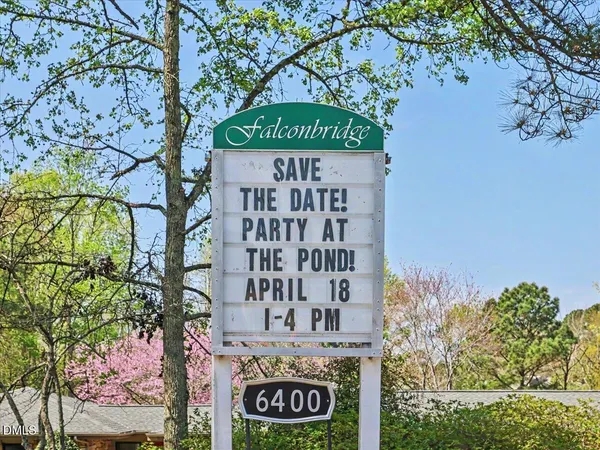 Falconbridge
SAVE
THE DATE!
PARTY AT
THE POND!
APRIL 18
1-4 PM
6400
DMLS